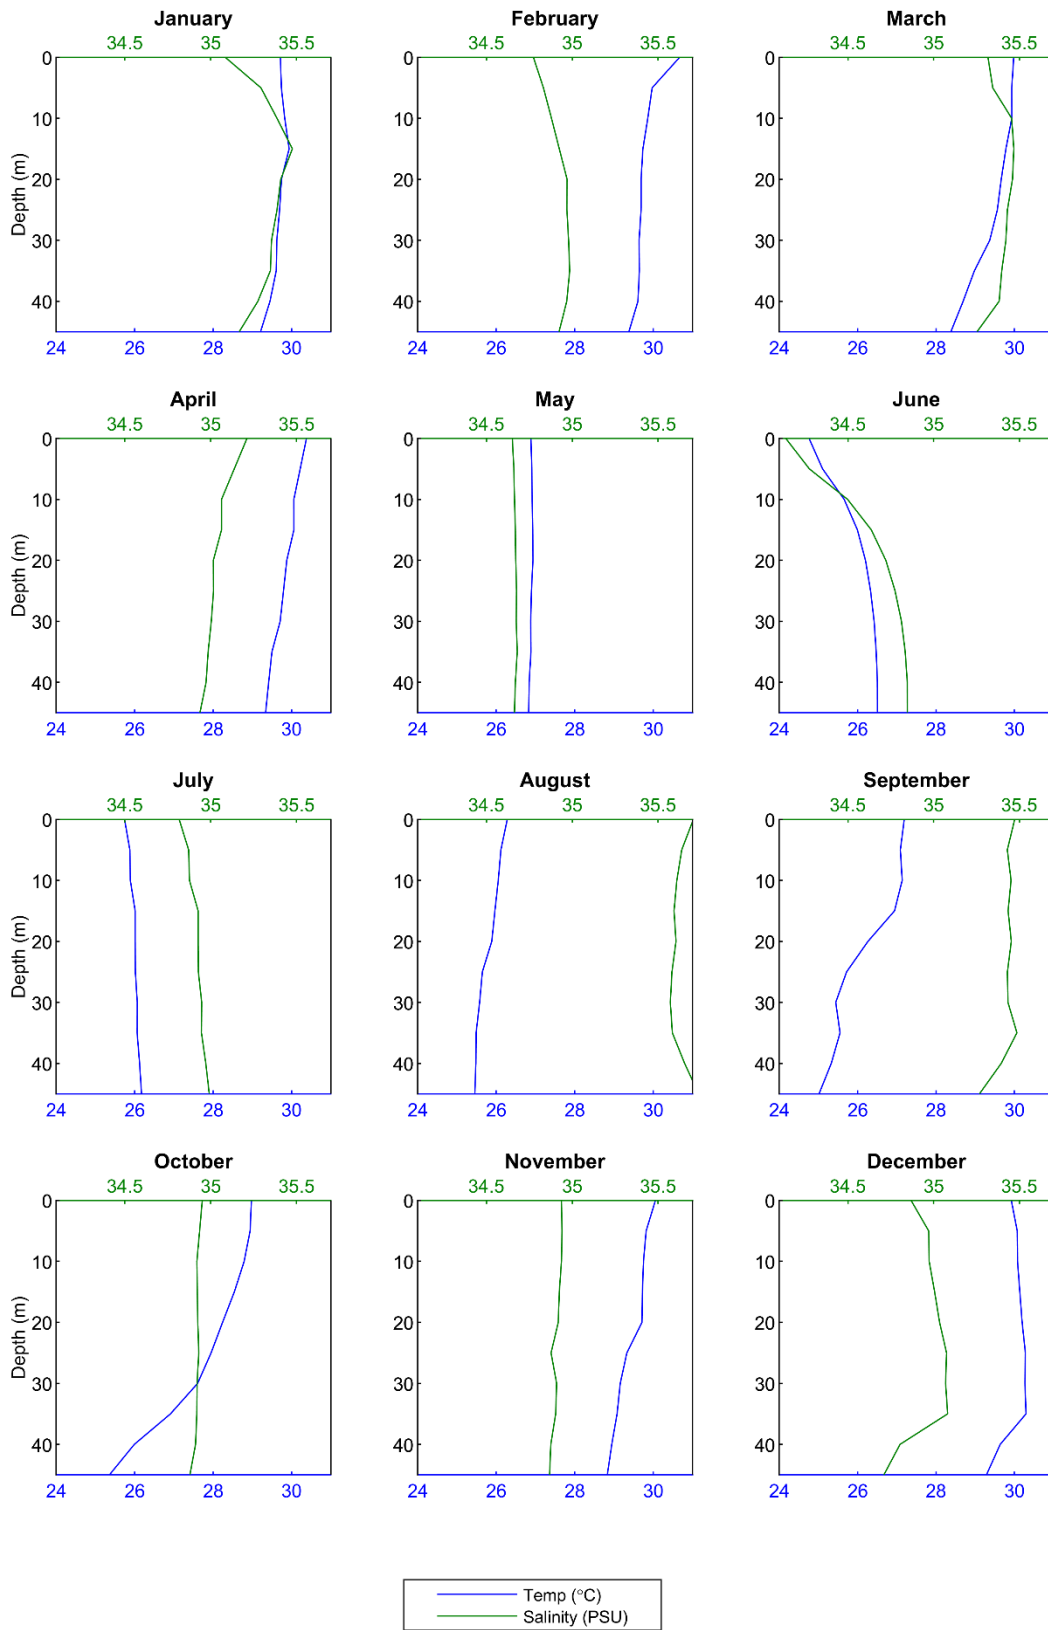 January February March
34.5 35 35.5 34.5 35 35.5 34.5 35 35.5
0 0 0
10 10 10
20 20 20
30 30 30
40 40 40
Depth (m)
24 26 28 30 24 26 28 30 24 26 28 30
April May June
34.5 35 35.5 34.5 35 35.5 34.5 35 35.5
0 0 0
10 10 10
20 20 20
30 30 30
40 40 40
Depth (m)
24 26 28 30 24 26 28 30 24 26 28 30
July August September
34.5 35 35.5 34.5 35 35.5 34.5 35 35.5
0 0 0
10 10 10
20 20 20
30 30 30
40 40 40
Depth (m)
24 26 28 30 24 26 28 30 24 26 28 30
October November December
34.5 35 35.5 34.5 35 35.5 34.5 35 35.5
0 0 0
10 10 10
20 20 20
30 30 30
40 40 40
Depth (m)
24 26 28 30 24 26 28 30 24 26 28 30
Temp (°C)
Salinity (PSU)